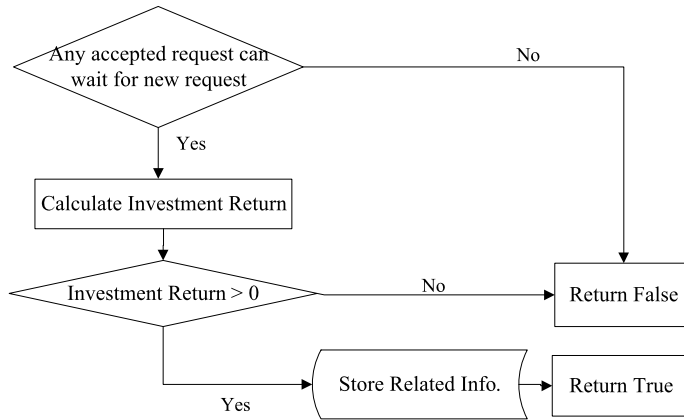 Any accepted request can
wait for new request
No
Yes
Calculate Investment Return
Investment Return > 0
No
Return False
Yes
Store Related Info.
Return True